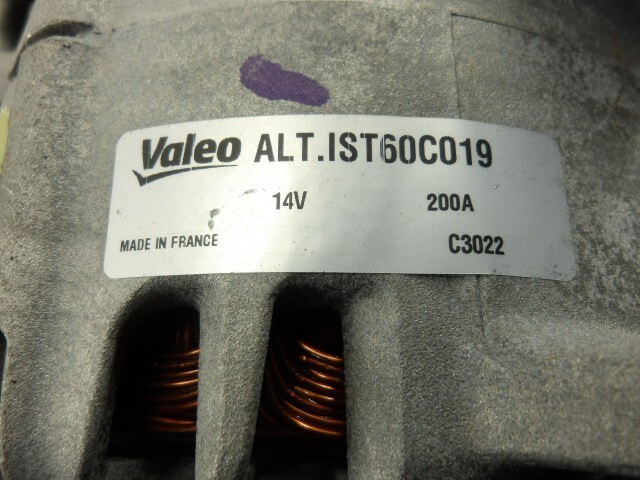 Valeo ALT.IST60C019
14V 200A
MADE IN FRANCE C3022